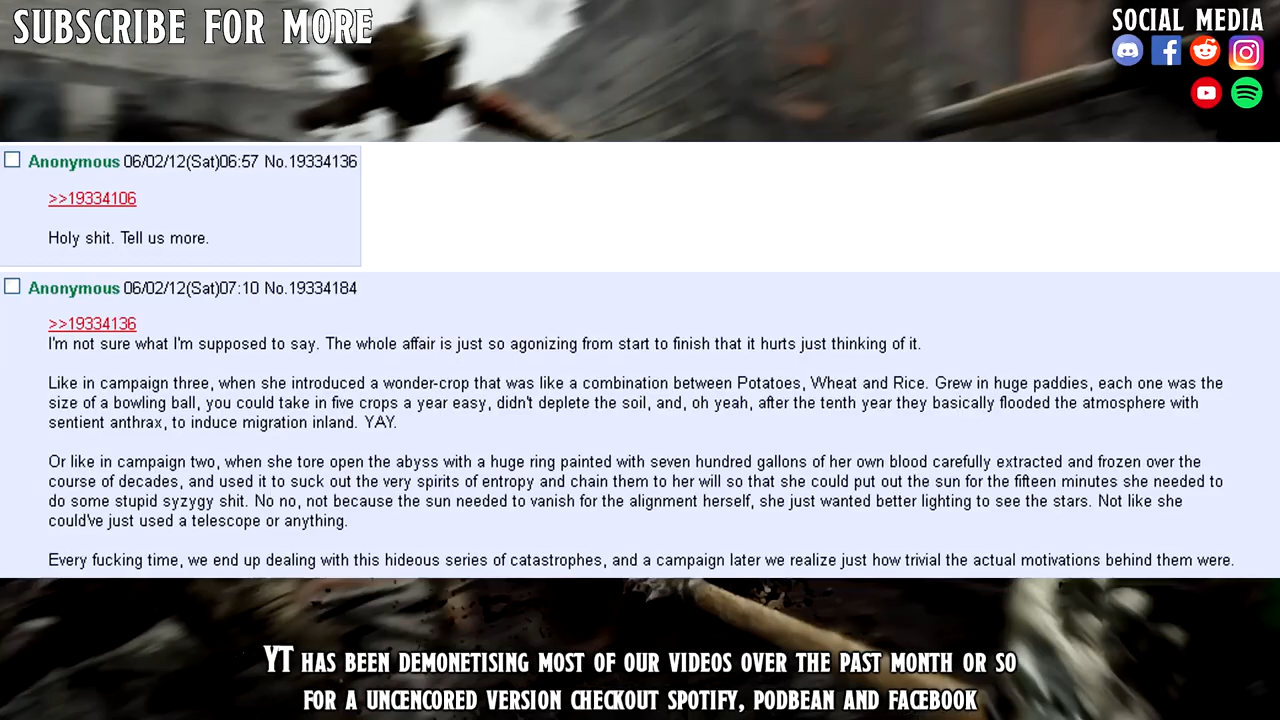 SUBSCRIBE FOR MORE
SOCIAL MEDIA
Anonymous 06/02/12(Sat)06:57 No.19334136
>>19334106
Holy shit. Tell us more.
Anonymous 06/02/12(Sat)07:10 No.19334184
>>19334136
I'm not sure what I'm supposed to say. The whole affair is just so agonizing from start to finish that it hurts just thinking of it.
Like in campaign three, when she introduced a wonder-crop that was like a combination between Potatoes, Wheat and Rice. Grew in huge paddies, each one was the
size of a bowling ball, you could take in five crops a year easy, didn't deplete the soil, and, oh yeah, after the tenth year they basically flooded the atmosphere with
sentient anthrax, to induce migration inland. YAY.
Or like in campaign two, when she tore open the abyss with a huge ring painted with seven hundred gallons of her own blood carefully extracted and frozen over the
course of decades, and used it to suck out the very spirits of entropy and chain them to her will so that she could put out the sun for the fifteen minutes she needed to
do some stupid syzygy shit. No no, not because the sun needed to vanish for the alignment herself, she just wanted better lighting to see the stars. Not like she
could've just used a telescope or anything.
Every fucking time, we end up dealing with this hideous series of catastrophes, and a campaign later we realize just how trivial the actual motivations behind them were.
YT HAS BEEN DEMONETISING MOST OF OUR VIDEOS OVER THE PAST MONTH OR SO
FOR A UNCENCORED VERSION CHECKOUT SPOTIFY, PODBEAN AND FACEBOOK